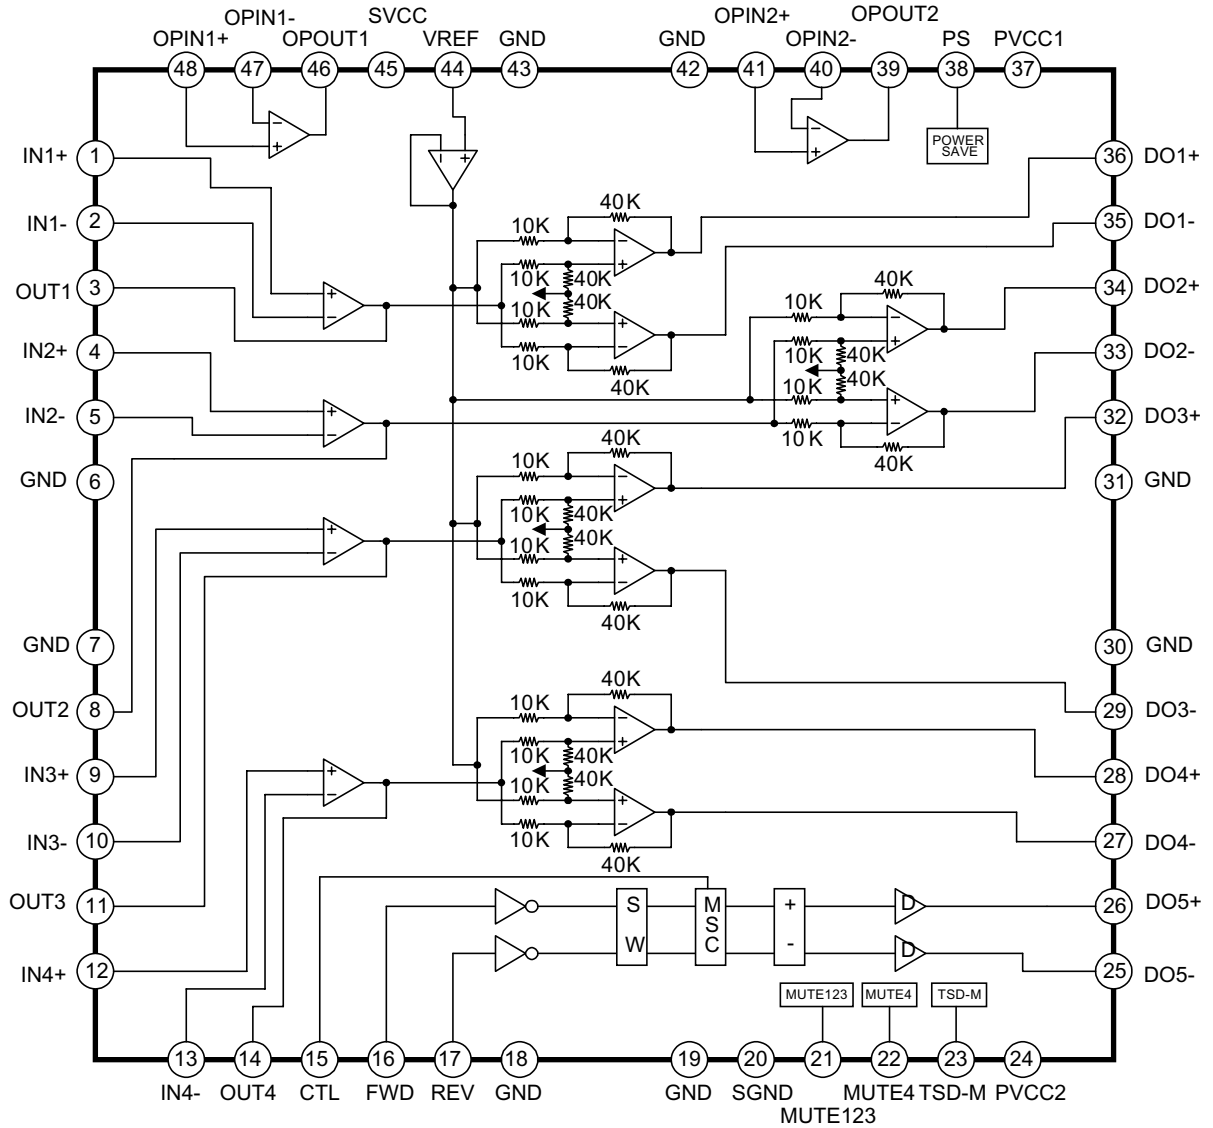 OPIN1- SVCC OPIN2+ OPOUT2
OPIN1+ OPOUT1 VREF GND GND OPIN2- PS PVCC1
48 47 46 45 44 43 42 41 40 39 38 37
- + - + - +
POWER
SAVE
IN1+ 1 36 DO1+
IN1- 2 35 DO1-
OUT1 3 34 DO2+
IN2+ 4 33 DO2-
IN2- 5 32 DO3+
GND 6 31 GND
GND 7 30 GND
OUT2 8 29 DO3-
IN3+ 9 28 DO4+
IN3- 10 27 DO4-
OUT3 11 26 DO5+
IN4+ 12 25 DO5-
40K
10K - +
10K 40K
10K 40K
+ -
10K
40K
40K
10K - +
10K 40K
10K 40K
+ -
10K
40K
40K
10K - +
10K 40K
10K 40K
+ -
10K
40K
40K
10K - +
10K 40K
10K 40K
+ -
10K
40K
+ -
+ -
+ -
+ -
S W
M S C
+ -
D
D
MUTE123 MUTE4 TSD-M
13 14 15 16 17 18 19 20 21 22 23 24
IN4- OUT4 CTL FWD REV GND GND SGND MUTE4 TSD-M PVCC2
MUTE123